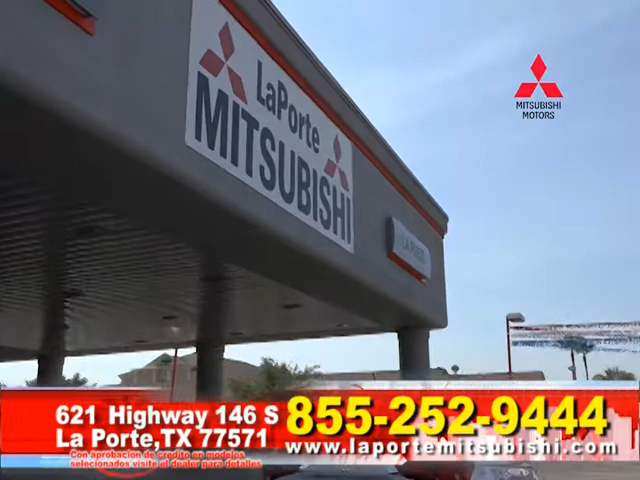 LaPorte
MITSUBISHI
MITSUBISHI
MOTORS
621 Highway 146 S
La Porte,TX 77571
855-252-9444
www.laportemitsubishi.com
Con aprobación de credito en modelos
selecionados visite el dealer para detalles